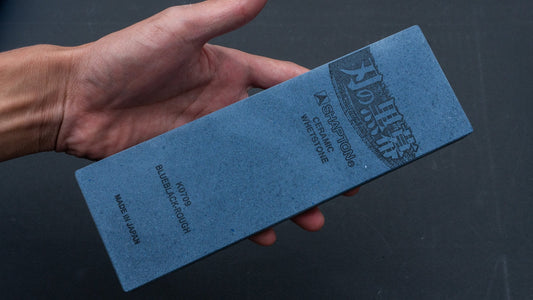 刃の黒幕
SHAPTON®
CERAMIC
WHETSTONE
K0709
BLUEBLACK-ROUGH
MADE IN JAPAN